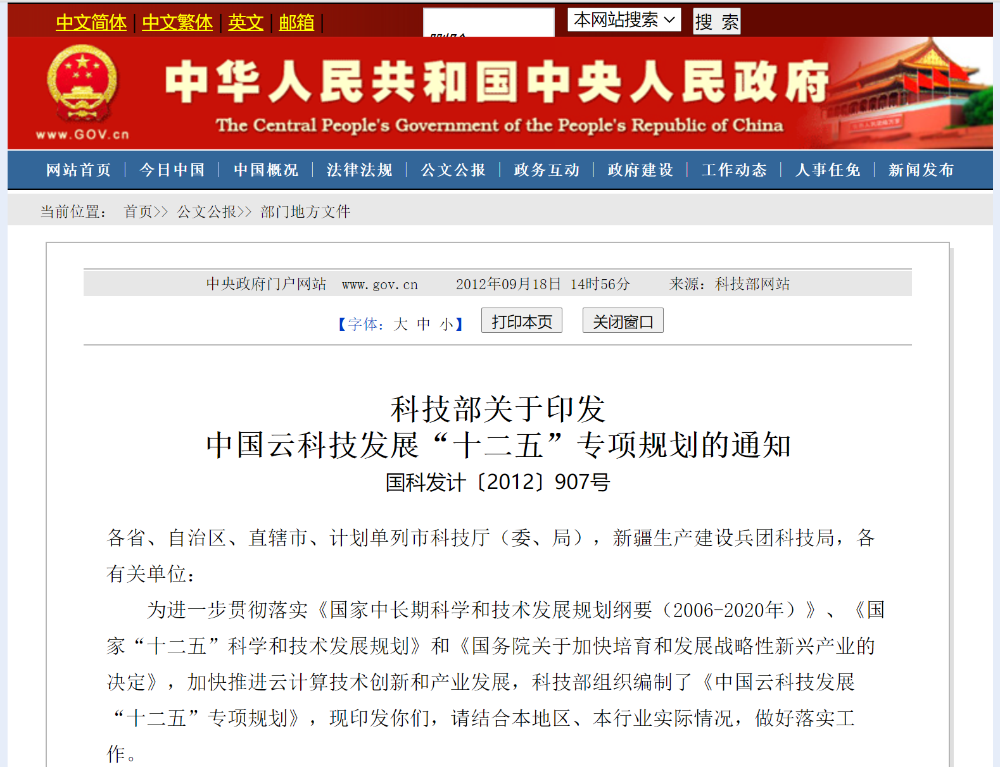 中文简体 | 中文繁体 | 英文 | 邮箱 |
本网站搜索 搜 索
中华人民共和国中央人民政府
The Central People's Government of the People's Republic of China
www.GOV.cn
网站首页 | 今日中国 | 中国概况 | 法律法规 | 公文公报 | 政务互动 | 政府建设 | 工作动态 | 人事任免 | 新闻发布
当前位置： 首页>> 公文公报>> 部门地方文件
中央政府门户网站 www.gov.cn 2012年09月18日 14时56分 来源：科技部网站
【字体：大 中 小】 打印本页 关闭窗口
科技部关于印发
中国云科技发展“十二五”专项规划的通知
国科发计〔2012〕907号
各省、自治区、直辖市、计划单列市科技厅（委、局），新疆生产建设兵团科技局，各
有关单位：
为进一步贯彻落实《国家中长期科学和技术发展规划纲要（2006-2020年）》、《国
家“十二五”科学和技术发展规划》和《国务院关于加快培育和发展战略性新兴产业的
决定》，加快推进云计算技术创新和产业发展，科技部组织编制了《中国云科技发展
“十二五”专项规划》，现印发你们，请结合本地区、本行业实际情况，做好落实工
作。